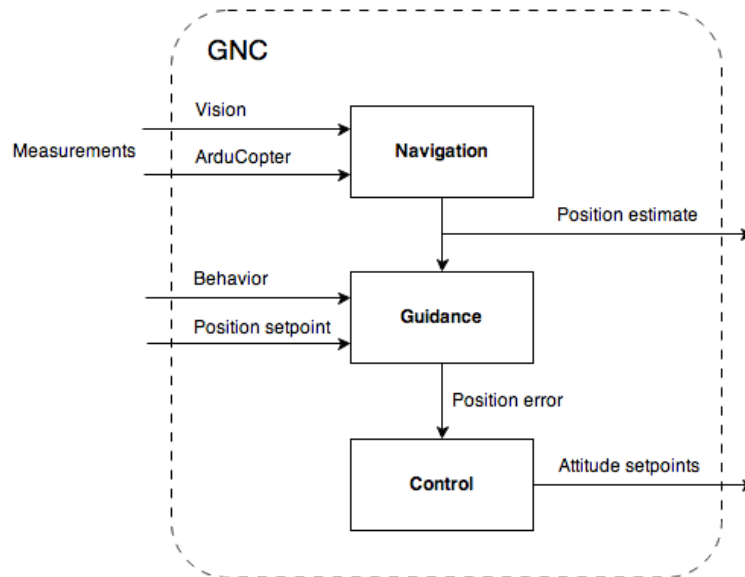 GNC
Vision
Measurements
ArduCopter
Navigation
Position estimate
Behavior
Position setpoint
Guidance
Position error
Control
Attitude setpoints